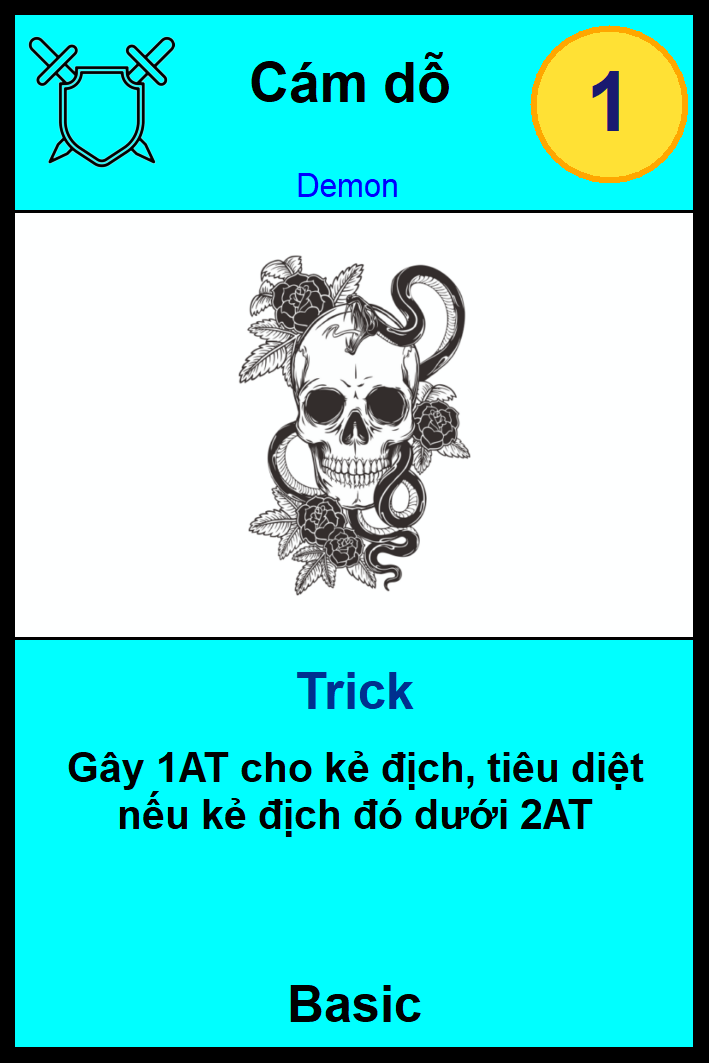 Cám dỗ
1
Demon
Trick
Gây 1AT cho kẻ địch, tiêu diệt
nếu kẻ địch đó dưới 2AT
Basic